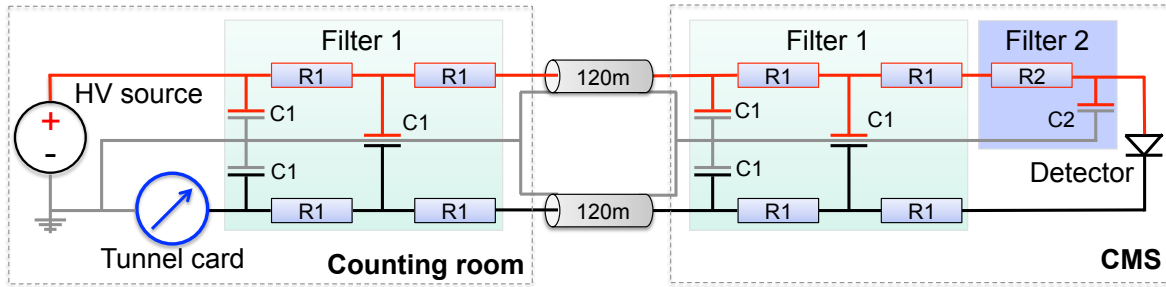 Filter 1
Filter 1
Filter 2
R1
R1
120m
R1
R1
R2
HV source
+
-
C1
C1
C1
C1
C2
C1
C1
Detector
R1
R1
120m
R1
R1
Tunnel card
Counting room
CMS